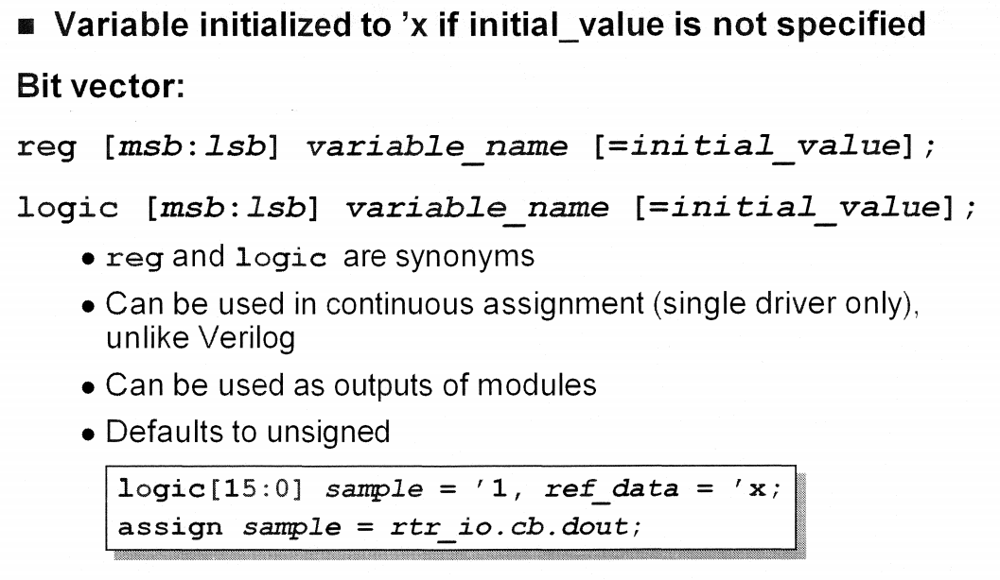 ■ Variable initialized to ’x if initial_value is not specified
Bit vector:
reg [msb:lsb] variable_name [=initial_value];
logic [msb:lsb] variable_name [=initial_value];
● reg and logic are synonyms
● Can be used in continuous assignment (single driver only),
unlike Verilog
● Can be used as outputs of modules
● Defaults to unsigned
logic[15:0] sample = ’1, ref_data = ’x;
assign sample = rtr_io.cb.dout;